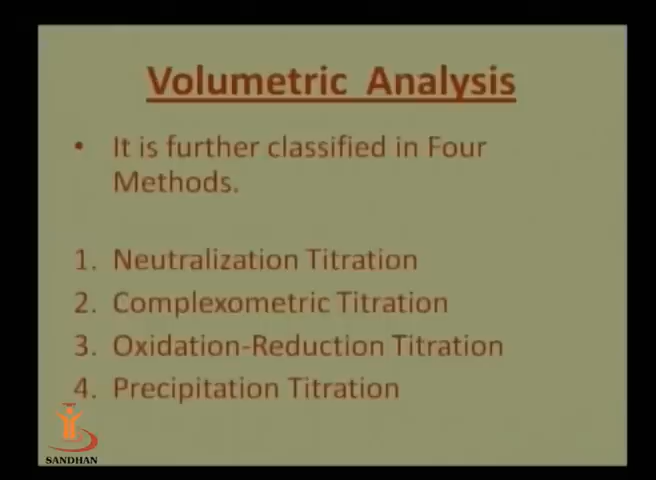 Volumetric Analysis
• It is further classified in Four
Methods.
1. Neutralization Titration
2. Complexometric Titration
3. Oxidation-Reduction Titration
4. Precipitation Titration
SANDHAN